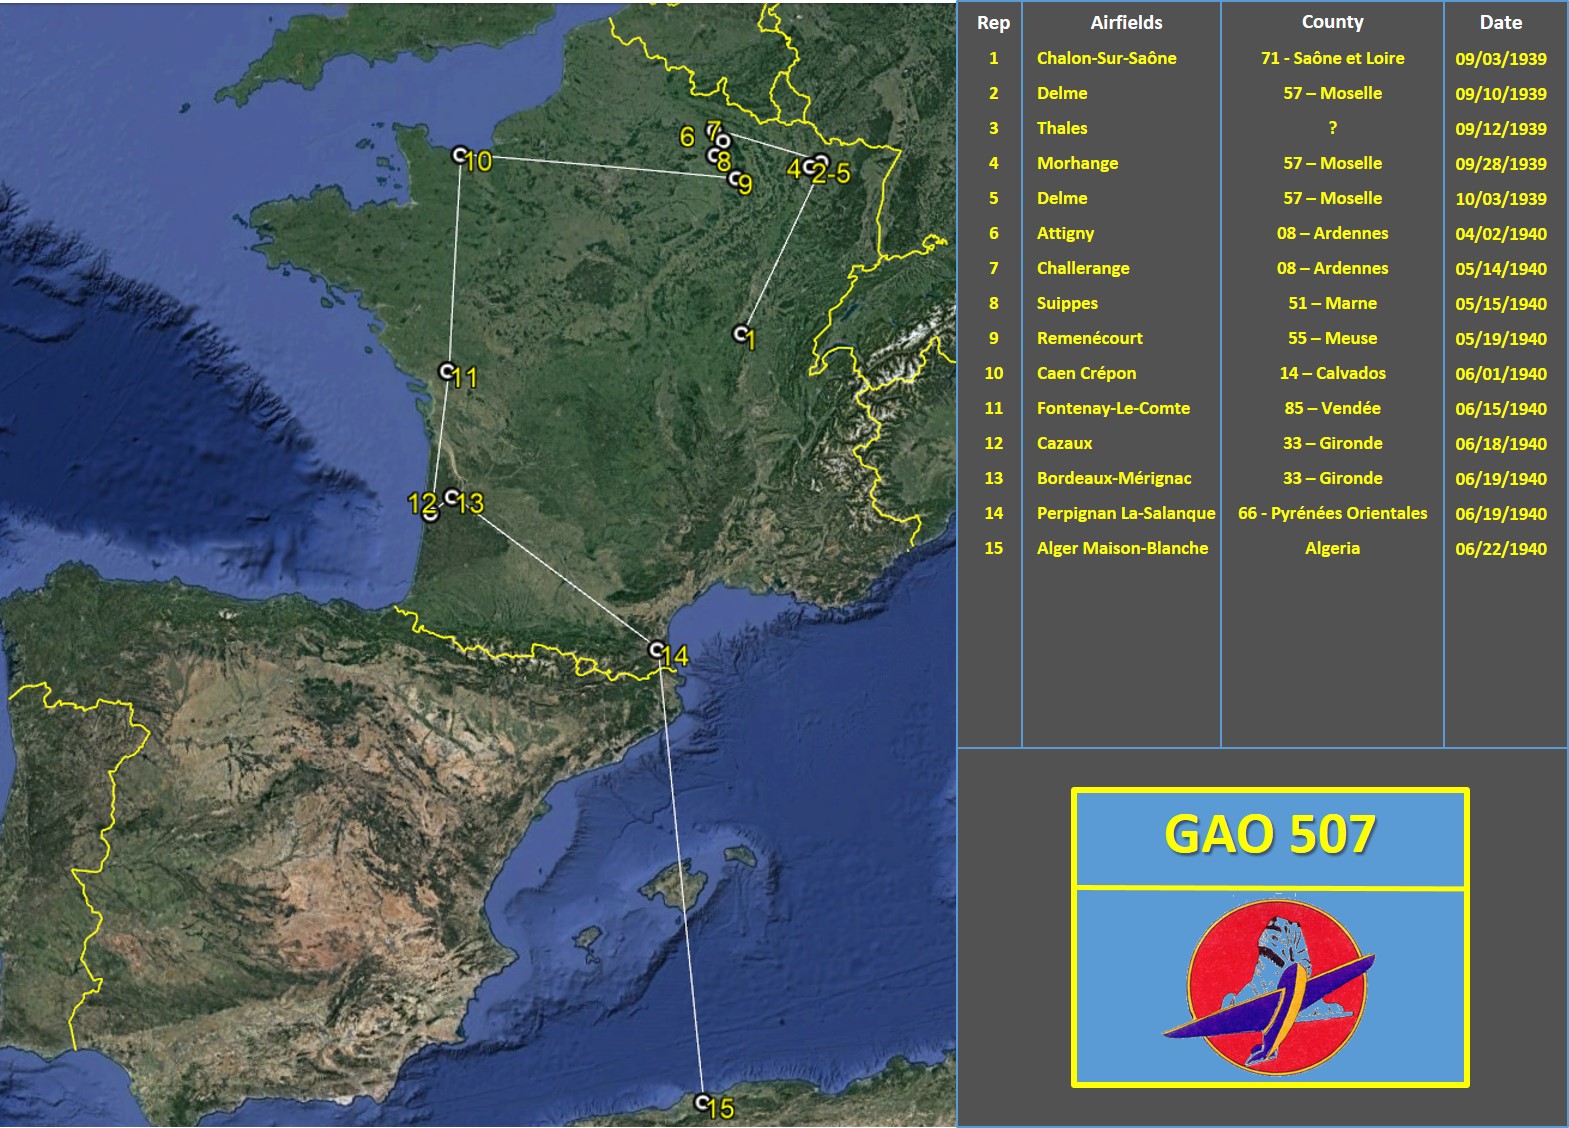 6 7
8
9
10
4 2-5
1
11
12 13
14
15
Rep Airfields County Date
1 Chalon-Sur-Saône 71 - Saône et Loire 09/03/1939
2 Delme 57 – Moselle 09/10/1939
3 Thales ? 09/12/1939
4 Morhange 57 – Moselle 09/28/1939
5 Delme 57 – Moselle 10/03/1939
6 Attigny 08 – Ardennes 04/02/1940
7 Challerange 08 – Ardennes 05/14/1940
8 Suippes 51 – Marne 05/15/1940
9 Remenécourt 55 – Meuse 05/19/1940
10 Caen Crépon 14 – Calvados 06/01/1940
11 Fontenay-Le-Comte 85 – Vendée 06/15/1940
12 Cazaux 33 – Gironde 06/18/1940
13 Bordeaux-Mérignac 33 – Gironde 06/19/1940
14 Perpignan La-Salanque 66 - Pyrénées Orientales 06/19/1940
15 Alger Maison-Blanche Algeria 06/22/1940
GAO 507